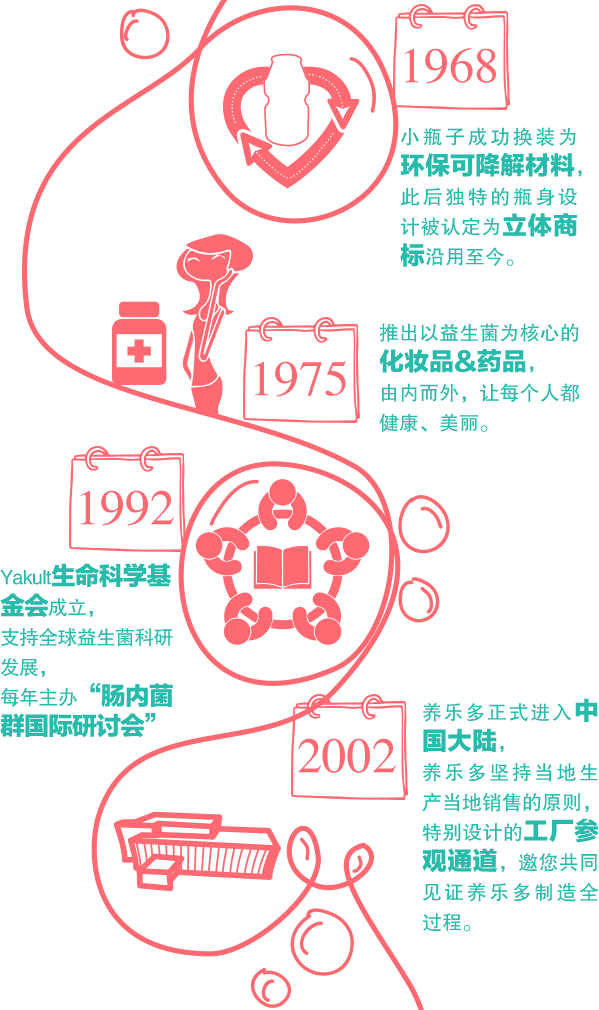 1968
小瓶子成功换装为
环保可降解材料，
此后独特的瓶身设
计被认定为立体商
标沿用至今。
1975
推出以益生菌为核心的
化妆品&药品，
由内而外，让每个人都
健康、美丽。
1992
Yakult生命科学基
金会成立，
支持全球益生菌科研
发展，
每年主办“肠内菌
群国际研讨会”
2002
养乐多正式进入中
国大陆，
养乐多坚持当地生
产当地销售的原则，
特别设计的工厂参
观通道，邀您共同
见证养乐多制造全
过程。